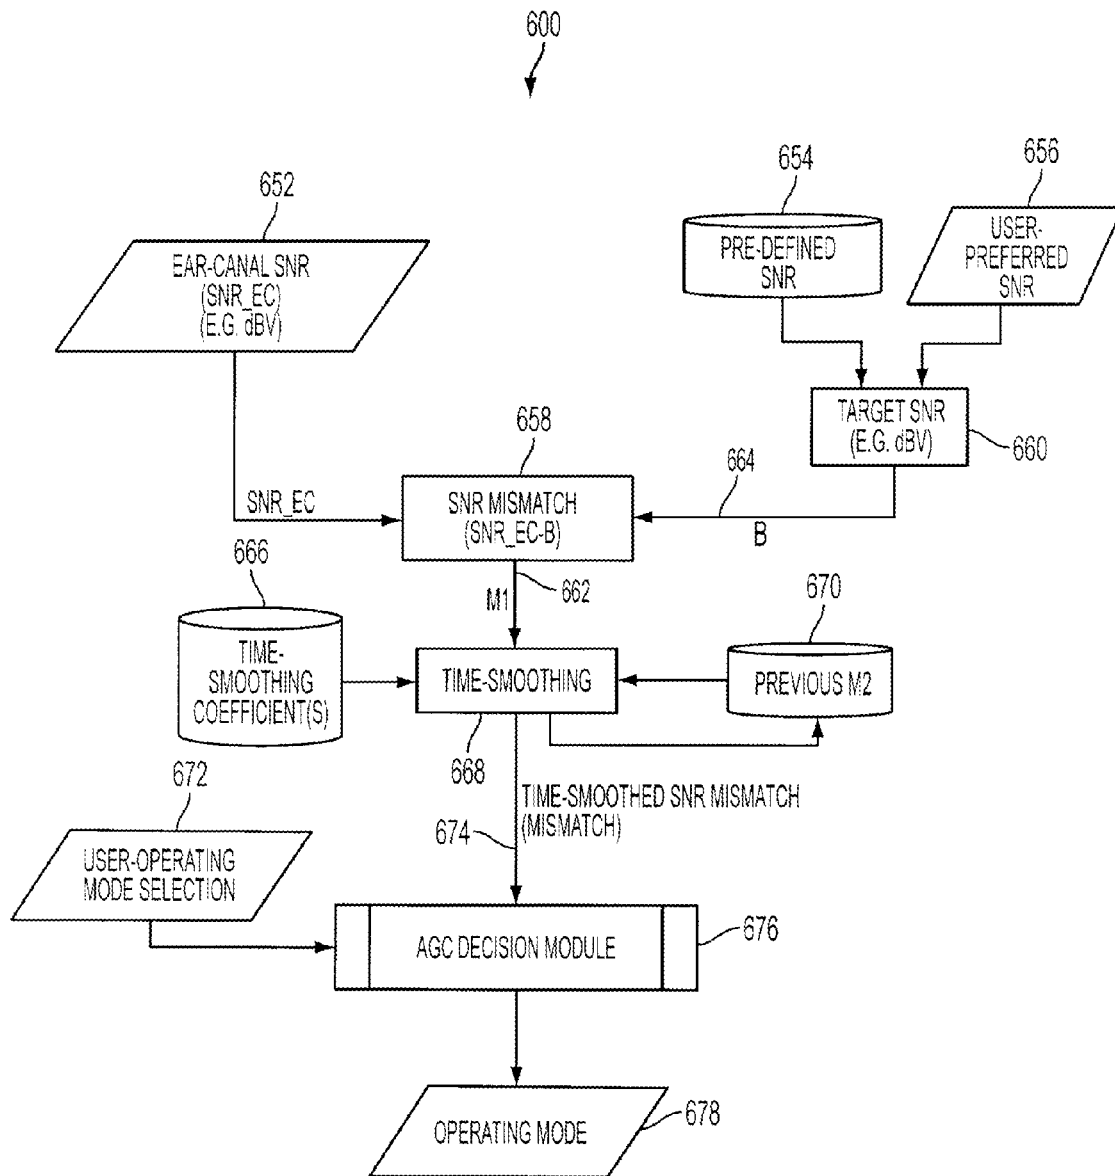 600
652
EAR-CANAL SNR
(SNR_EC)
(E.G. dBV)
654
PRE-DEFINED
SNR
656
USER-
PREFERRED
SNR
TARGET SNR
(E.G. dBV)
660
658
SNR MISMATCH
(SNR_EC-B)
SNR_EC
664
B
M1
662
666
TIME-
SMOOTHING
COEFFICIENT(S)
TIME-SMOOTHING
668
670
PREVIOUS M2
672
USER-OPERATING
MODE SELECTION
TIME-SMOOTHED SNR MISMATCH
(MISMATCH)
674
AGC DECISION MODULE
676
OPERATING MODE
678